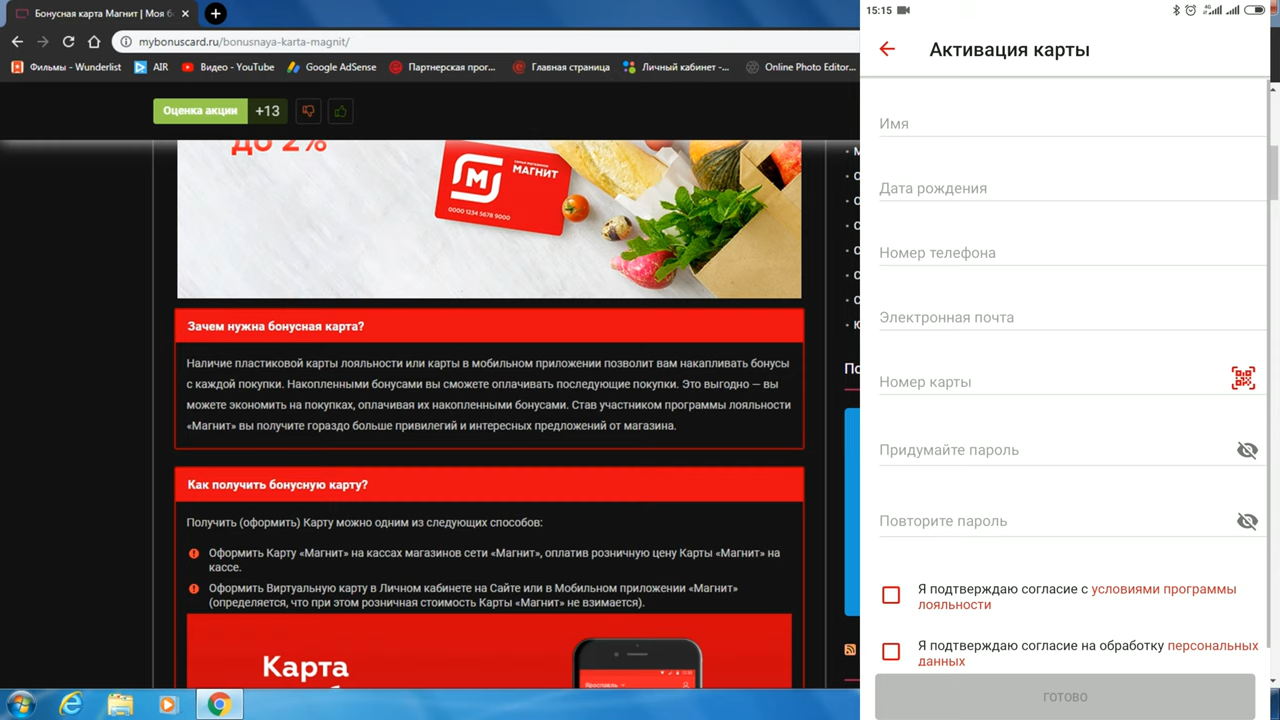 Бонусная карта Магнит | Моя б
mybonuscard.ru/bonusnaya-karta-magnit/
Фильмы - Wunderlist
AIR
Видео - YouTube
Google AdSense
Партнерская прог...
Главная страница
Личный кабинет -...
Online Photo Editor...
Оценка акции
+13
до 2%
СЕМЬЯ МАГАЗИНОВ
МАГНИТ
0000 1234 5678 9000
Зачем нужна бонусная карта?
Наличие пластиковой карты лояльности или карты в мобильном приложении позволит вам накапливать бонусы
с каждой покупки. Накопленными бонусами вы сможете оплачивать последующие покупки. Это выгодно — вы
можете экономить на покупках, оплачивая их накопленными бонусами. Став участником программы лояльности
«Магнит» вы получите гораздо больше привилегий и интересных предложений от магазина.
Как получить бонусную карту?
Получить (оформить) Карту можно одним из следующих способов:
Оформить Карту «Магнит» на кассах магазинов сети «Магнит», оплатив розничную цену Карты «Магнит» на
кассе.
Оформить Виртуальную карту в Личном кабинете на Сайте или в Мобильном приложении «Магнит»
(определяется, что при этом розничная стоимость Карты «Магнит» не взимается).
Карта
Ярославль
По
15:15
4G
Активация карты
Имя
Дата рождения
Номер телефона
Электронная почта
Номер карты
Придумайте пароль
Повторите пароль
Я подтверждаю согласие с условиями программы
лояльности
Я подтверждаю согласие на обработку персональных
данных
ГОТОВО